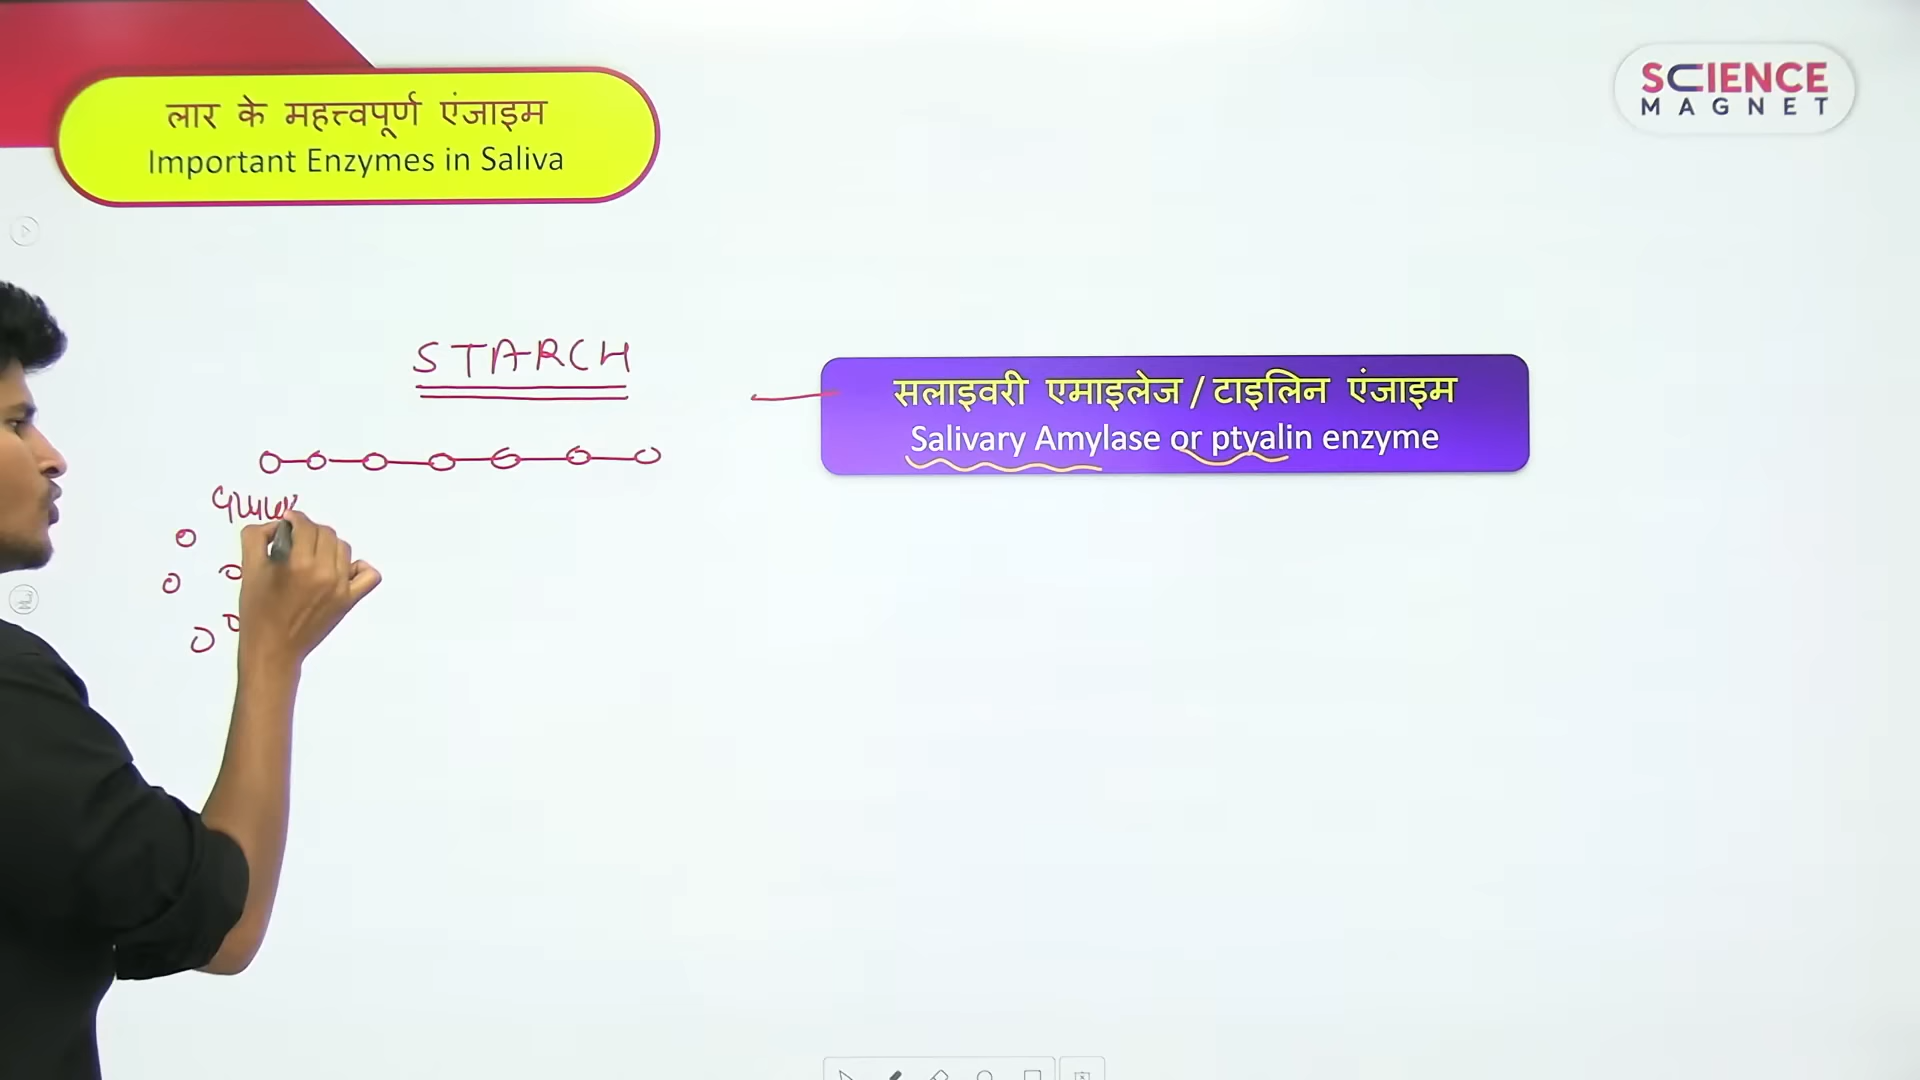 लार के महत्त्वपूर्ण एंजाइम
Important Enzymes in Saliva
SCIENCE
MAGNET
STARCH
सलाइवरी एमाइलेज / टाइलिन एंजाइम
Salivary Amylase or ptyalin enzyme